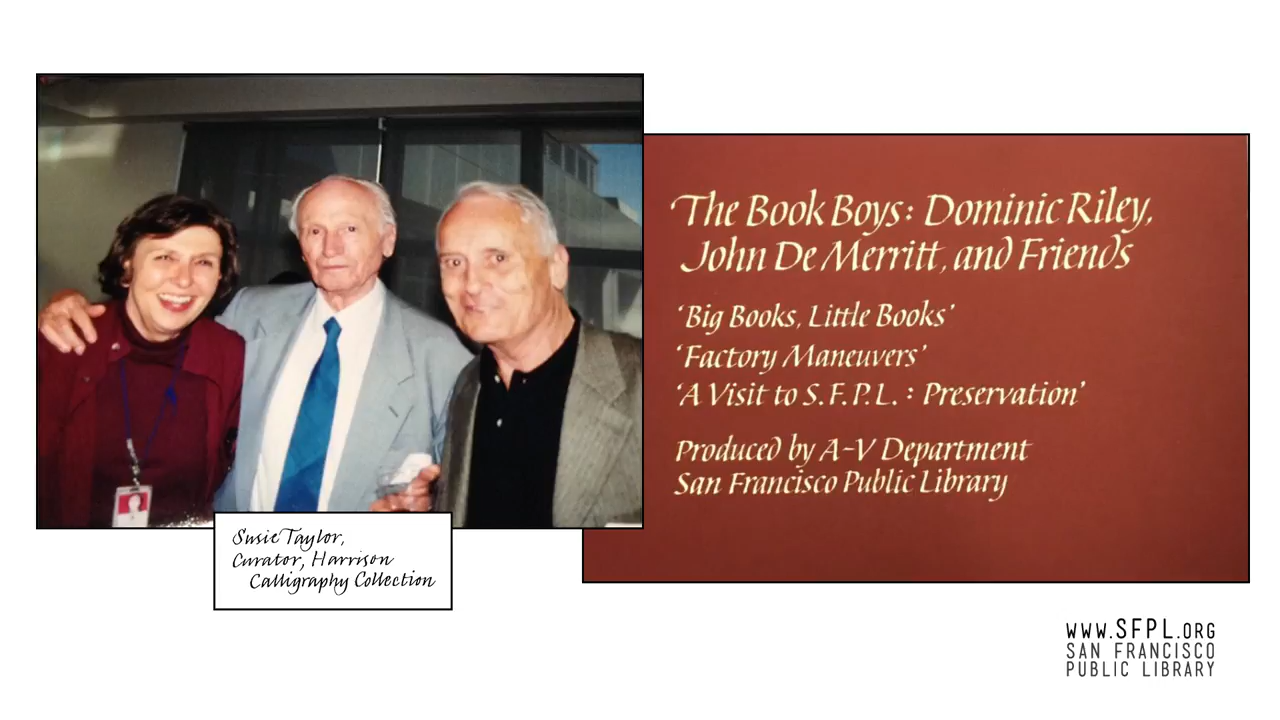 The Book Boys: Dominic Riley,
John De Merritt, and Friends
'Big Books, Little Books'
'Factory Maneuvers'
'A Visit to S.F.P.L. : Preservation'
Produced by A-V Department
San Francisco Public Library
Susie Taylor,
Curator, Harrison
Calligraphy Collection
WWW.SFPL.ORG
SAN FRANCISCO
PUBLIC LIBRARY